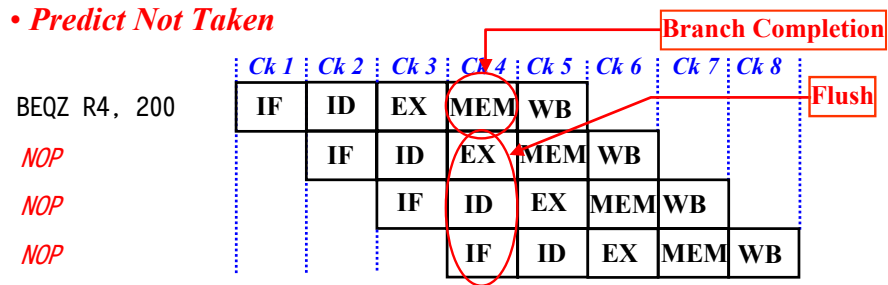 • Predict Not Taken
Branch Completion
Ck 1 Ck 2 Ck 3 Ck 4 Ck 5 Ck 6 Ck 7 Ck 8
Flush
BEQZ R4, 200 IF ID EX MEM WB
NOP IF ID EX MEM WB
NOP IF ID EX MEM WB
NOP IF ID EX MEM WB